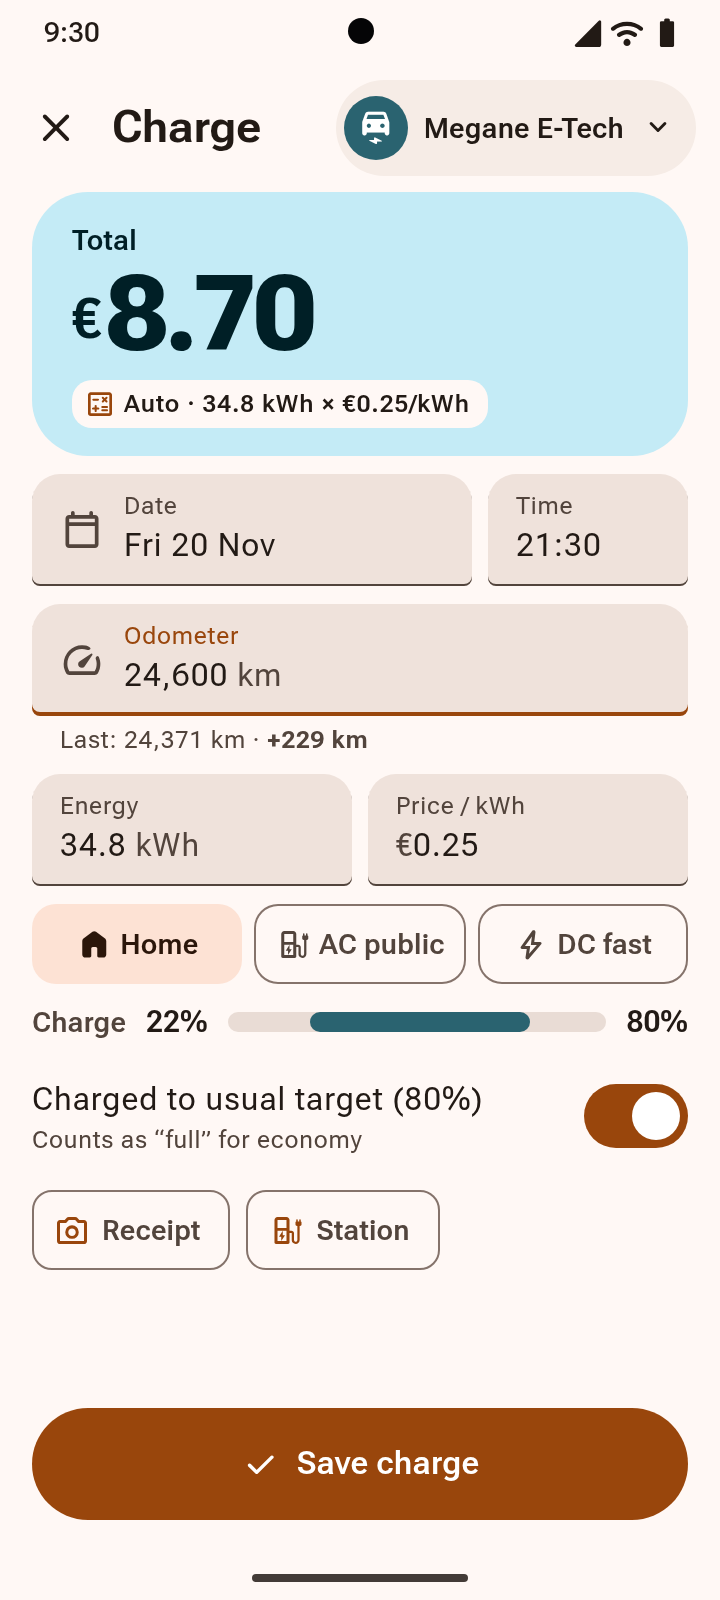 9:30
Charge
Megane E-Tech
Total
€8.70
Auto · 34.8 kWh × €0.25/kWh
Date
Fri 20 Nov
Time
21:30
Odometer
24,600 km
Last: 24,371 km · +229 km
Energy
34.8 kWh
Price / kWh
€0.25
Home
AC public
DC fast
Charge 22% 80%
Charged to usual target (80%)
Counts as “full” for economy
Receipt
Station
Save charge